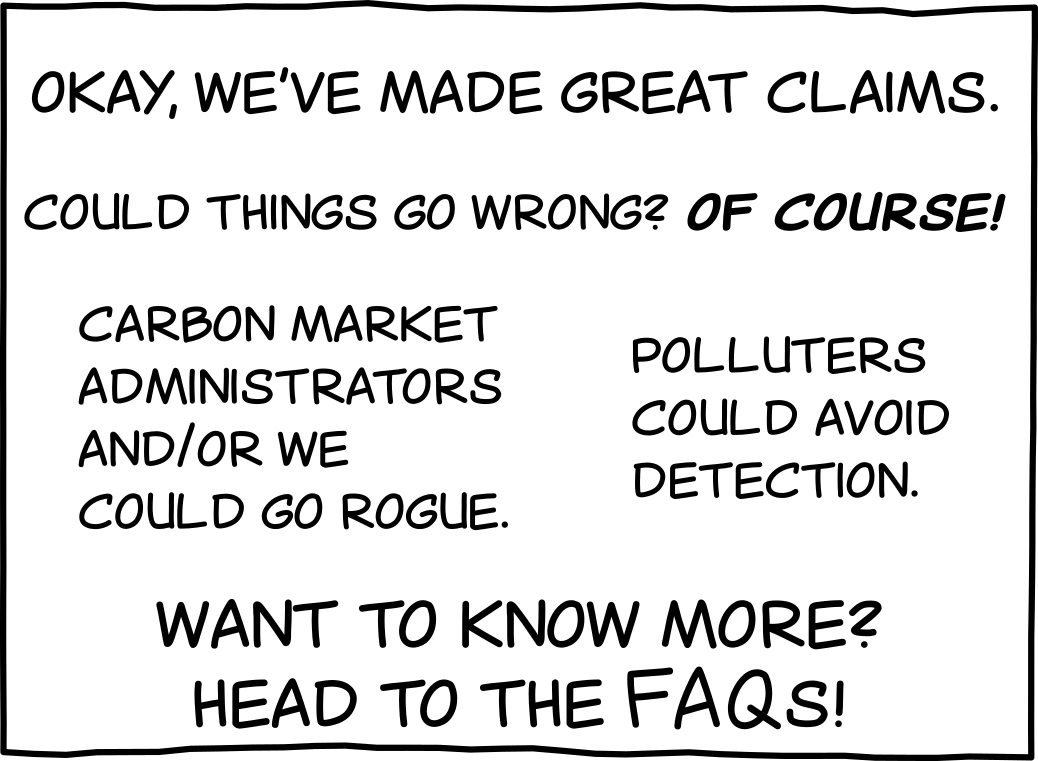 OKAY, WE'VE MADE GREAT CLAIMS.
COULD THINGS GO WRONG? OF COURSE!
CARBON MARKET
ADMINISTRATORS
AND/OR WE
COULD GO ROGUE.
POLLUTERS
COULD AVOID
DETECTION.
WANT TO KNOW MORE?
HEAD TO THE FAQS!